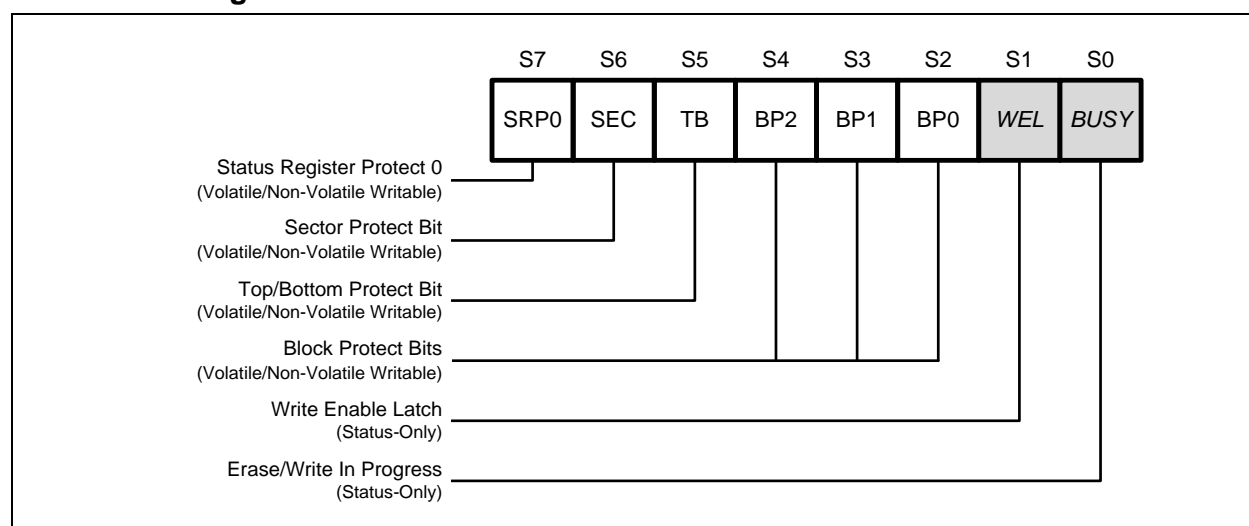 S7 S6 S5 S4 S3 S2 S1 S0
SRP0 SEC TB BP2 BP1 BP0 WEL BUSY
Status Register Protect 0
(Volatile/Non-Volatile Writable)
Sector Protect Bit
(Volatile/Non-Volatile Writable)
Top/Bottom Protect Bit
(Volatile/Non-Volatile Writable)
Block Protect Bits
(Volatile/Non-Volatile Writable)
Write Enable Latch
(Status-Only)
Erase/Write In Progress
(Status-Only)